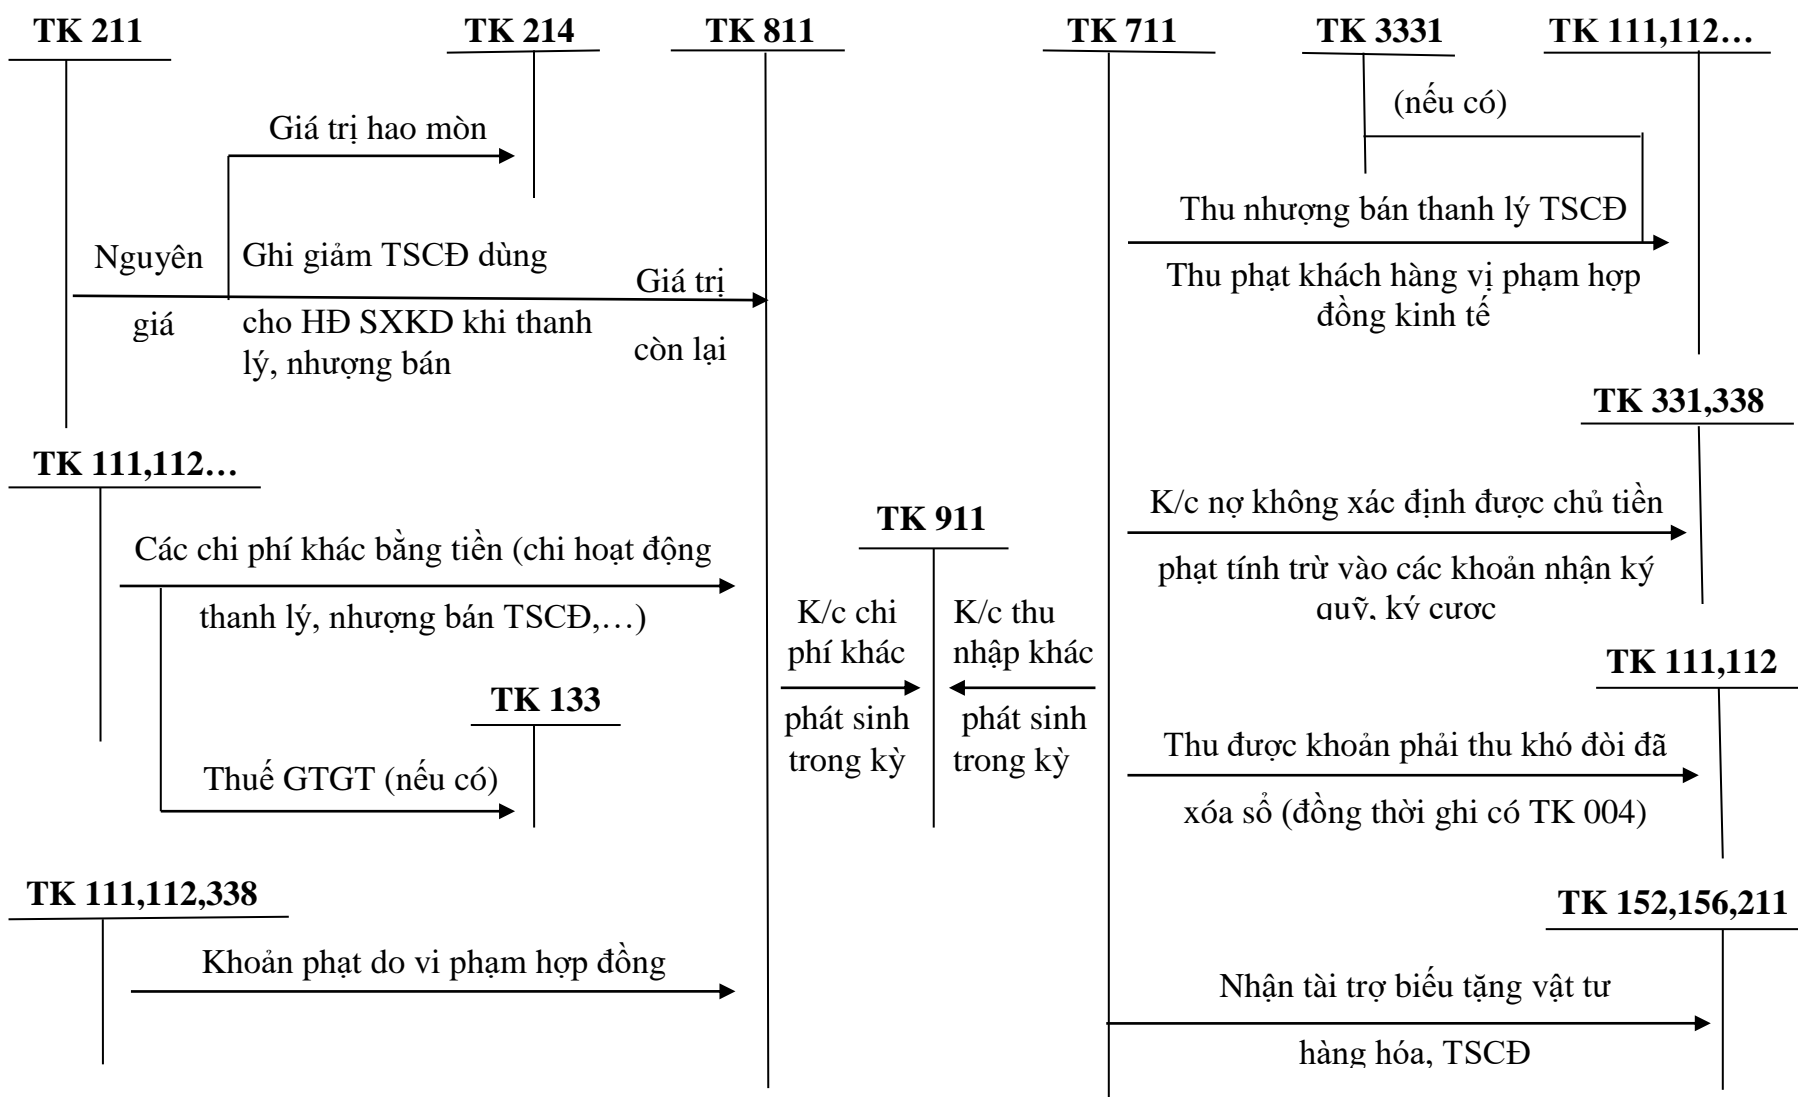 TK 211
TK 214
TK 811
TK 711
TK 3331
TK 111,112…
(nếu có)
Giá trị hao mòn
Thu nhượng bán thanh lý TSCĐ
Nguyên
Ghi giảm TSCĐ dùng
Giá trị
Thu phạt khách hàng vị phạm hợp
đồng kinh tế
giá
cho HĐ SXKD khi thanh
lý, nhượng bán
còn lại
TK 331,338
TK 111,112…
K/c nợ không xác định được chủ tiền
TK 911
Các chi phí khác bằng tiền (chi hoạt động
phạt tính trừ vào các khoản nhận ký
quỹ, ký cược
thanh lý, nhượng bán TSCĐ,…)
K/c chi
phí khác
K/c thu
nhập khác
TK 111,112
TK 133
phát sinh
trong kỳ
phát sinh
trong kỳ
Thu được khoản phải thu khó đòi đã
Thuế GTGT (nếu có)
xóa sổ (đồng thời ghi có TK 004)
TK 111,112,338
TK 152,156,211
Khoản phạt do vi phạm hợp đồng
Nhận tài trợ biếu tặng vật tư
hàng hóa, TSCĐ